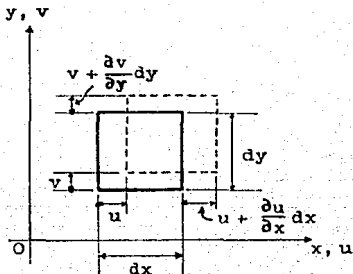 y, v
v + ∂v/∂y dy
dy
v
u
u + ∂u/∂x dx
O
x, u
dx